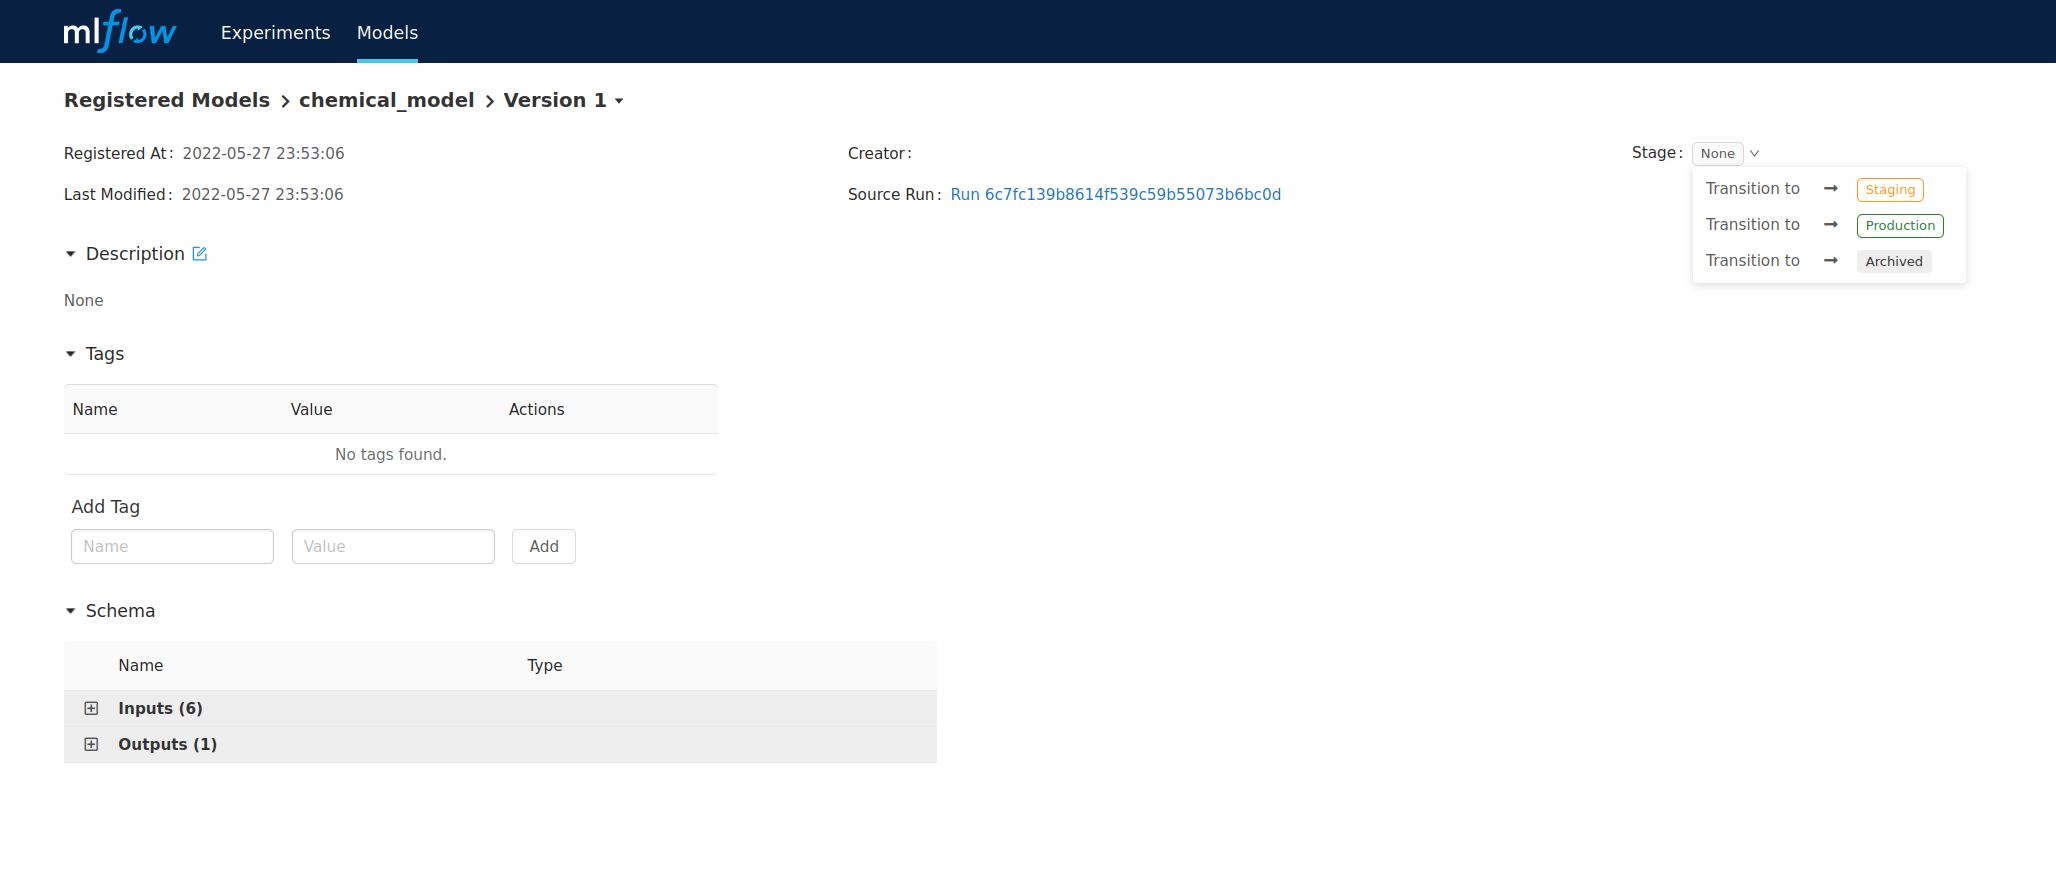 mlflow Experiments Models
Registered Models > chemical_model > Version 1
Registered At: 2022-05-27 23:53:06 Creator: Stage: None
Last Modified: 2022-05-27 23:53:06 Source Run: Run 6c7fc139b8614f539c59b55073b6bc0d
Transition to → Staging
Transition to → Production
Transition to → Archived
Description
None
Tags
Name Value Actions
No tags found.
Add Tag
Name Value Add
Schema
Name Type
Inputs (6)
Outputs (1)